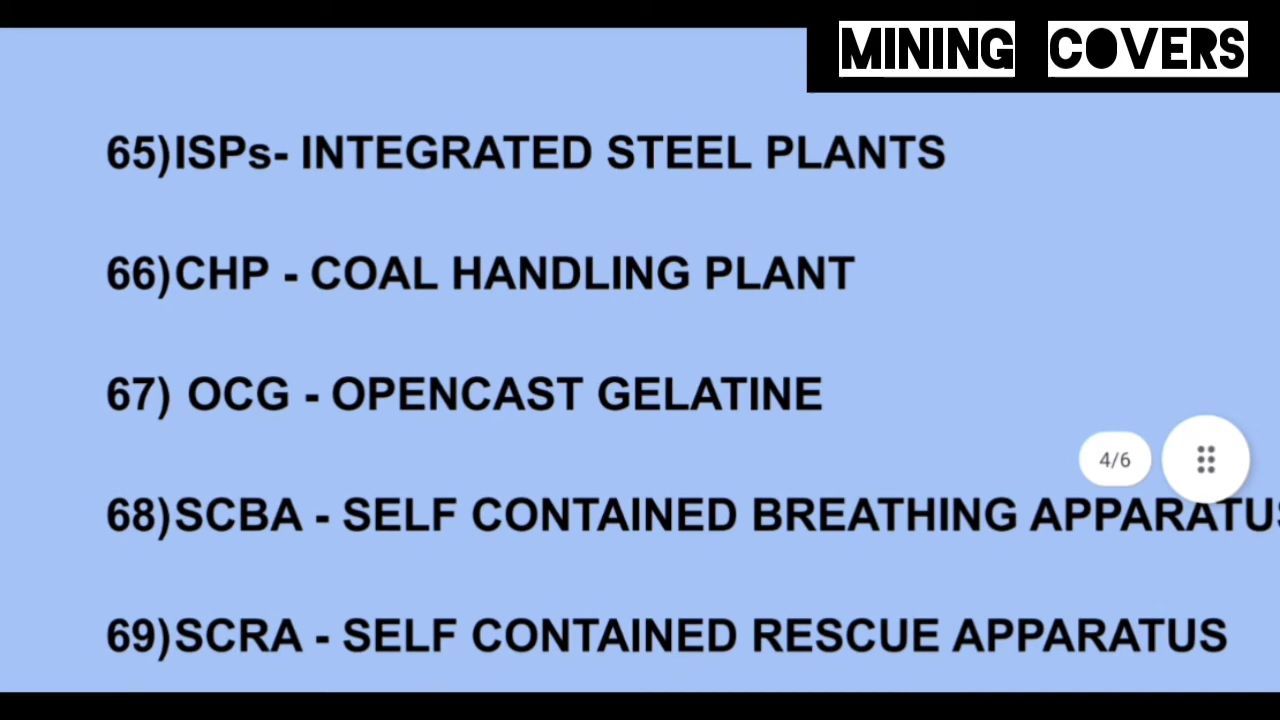 MINING COVERS
65)ISPs- INTEGRATED STEEL PLANTS
66)CHP - COAL HANDLING PLANT
67) OCG - OPENCAST GELATINE
4/6
68)SCBA - SELF CONTAINED BREATHING APPARATUS
69)SCRA - SELF CONTAINED RESCUE APPARATUS